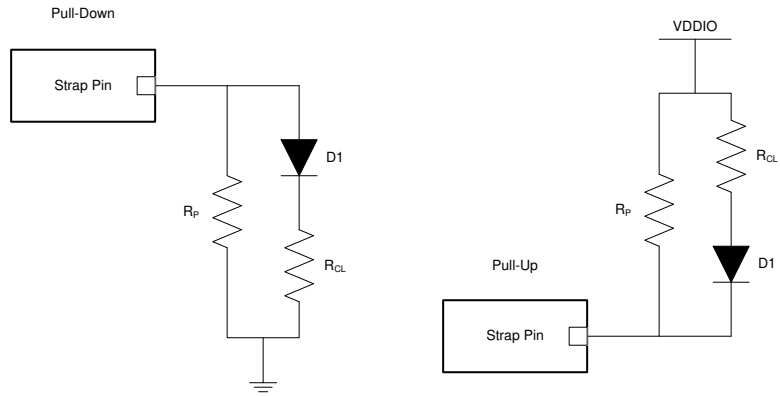 Pull-Down
Strap Pin
D1
RP
RCL
VDDIO
RCL
RP
D1
Pull-Up
Strap Pin